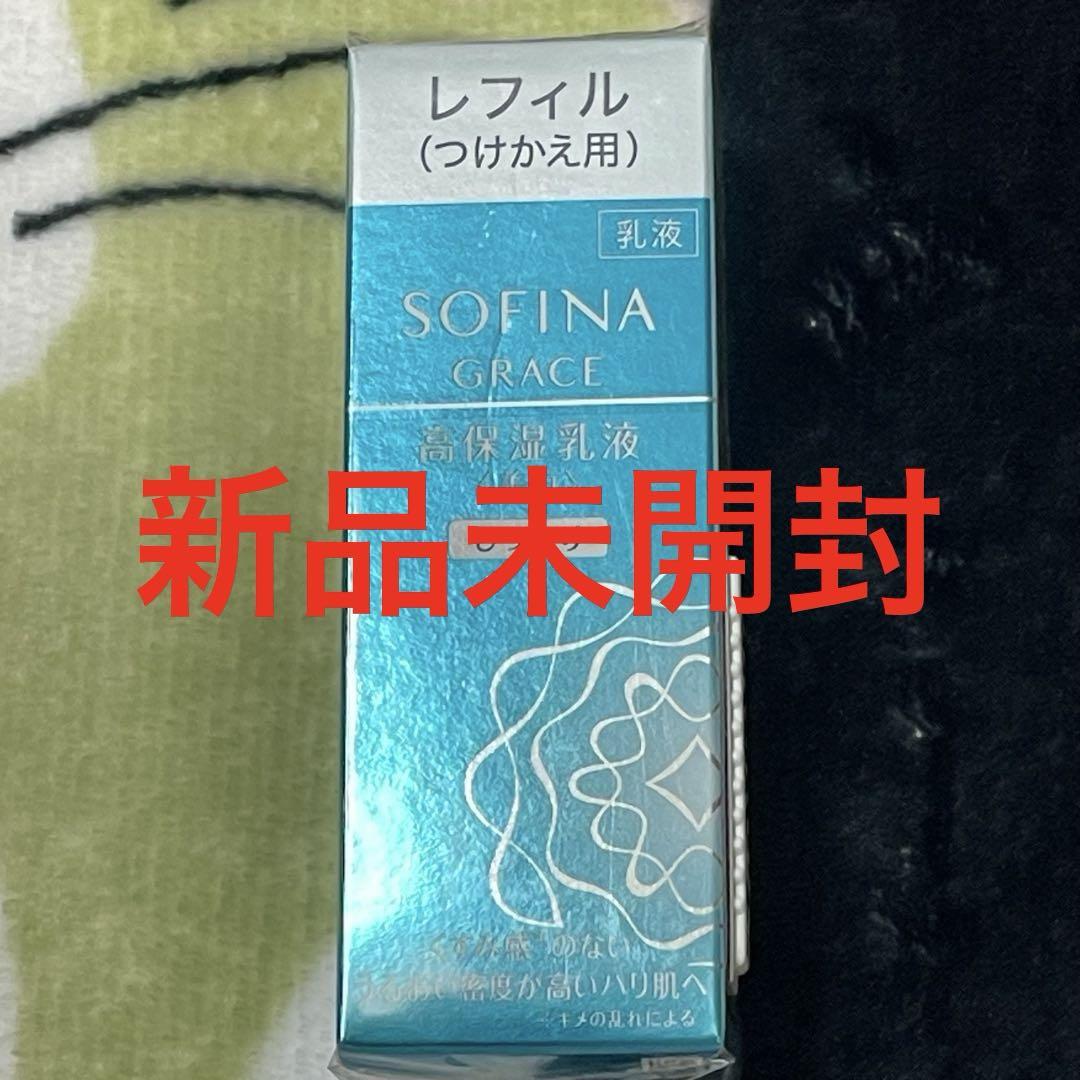 レフィル
(つけかえ用)
乳液
SOFINA
GRACE
高保湿乳液
新品未開封
くすみ感*のない
うるおい密度が高いハリ肌へ
*キメの乱れによる